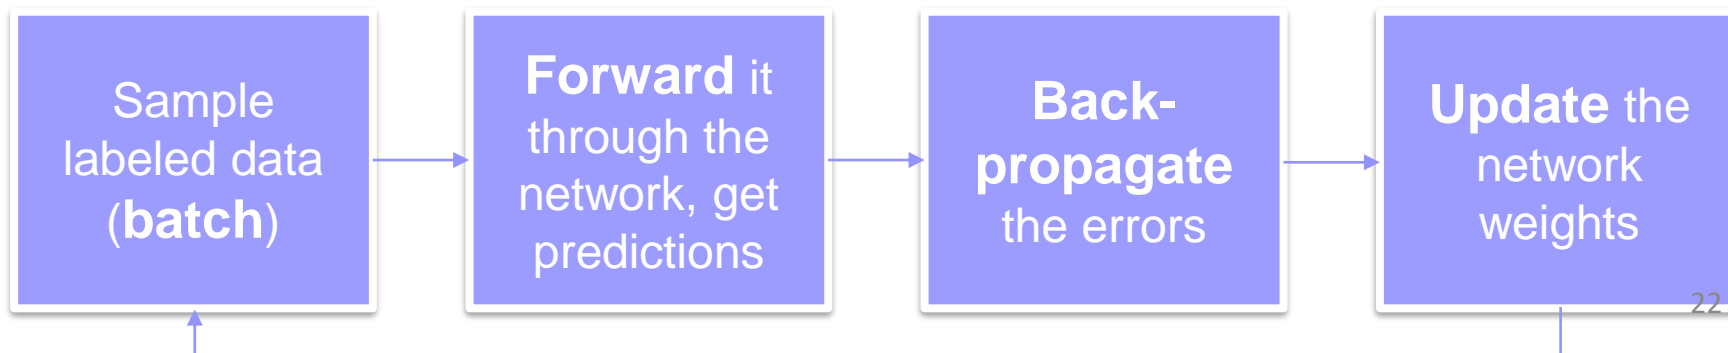 Sample
labeled data
(batch)
Forward it
through the
network, get
predictions
Back-
propagate
the errors
Update the
network
weights
22